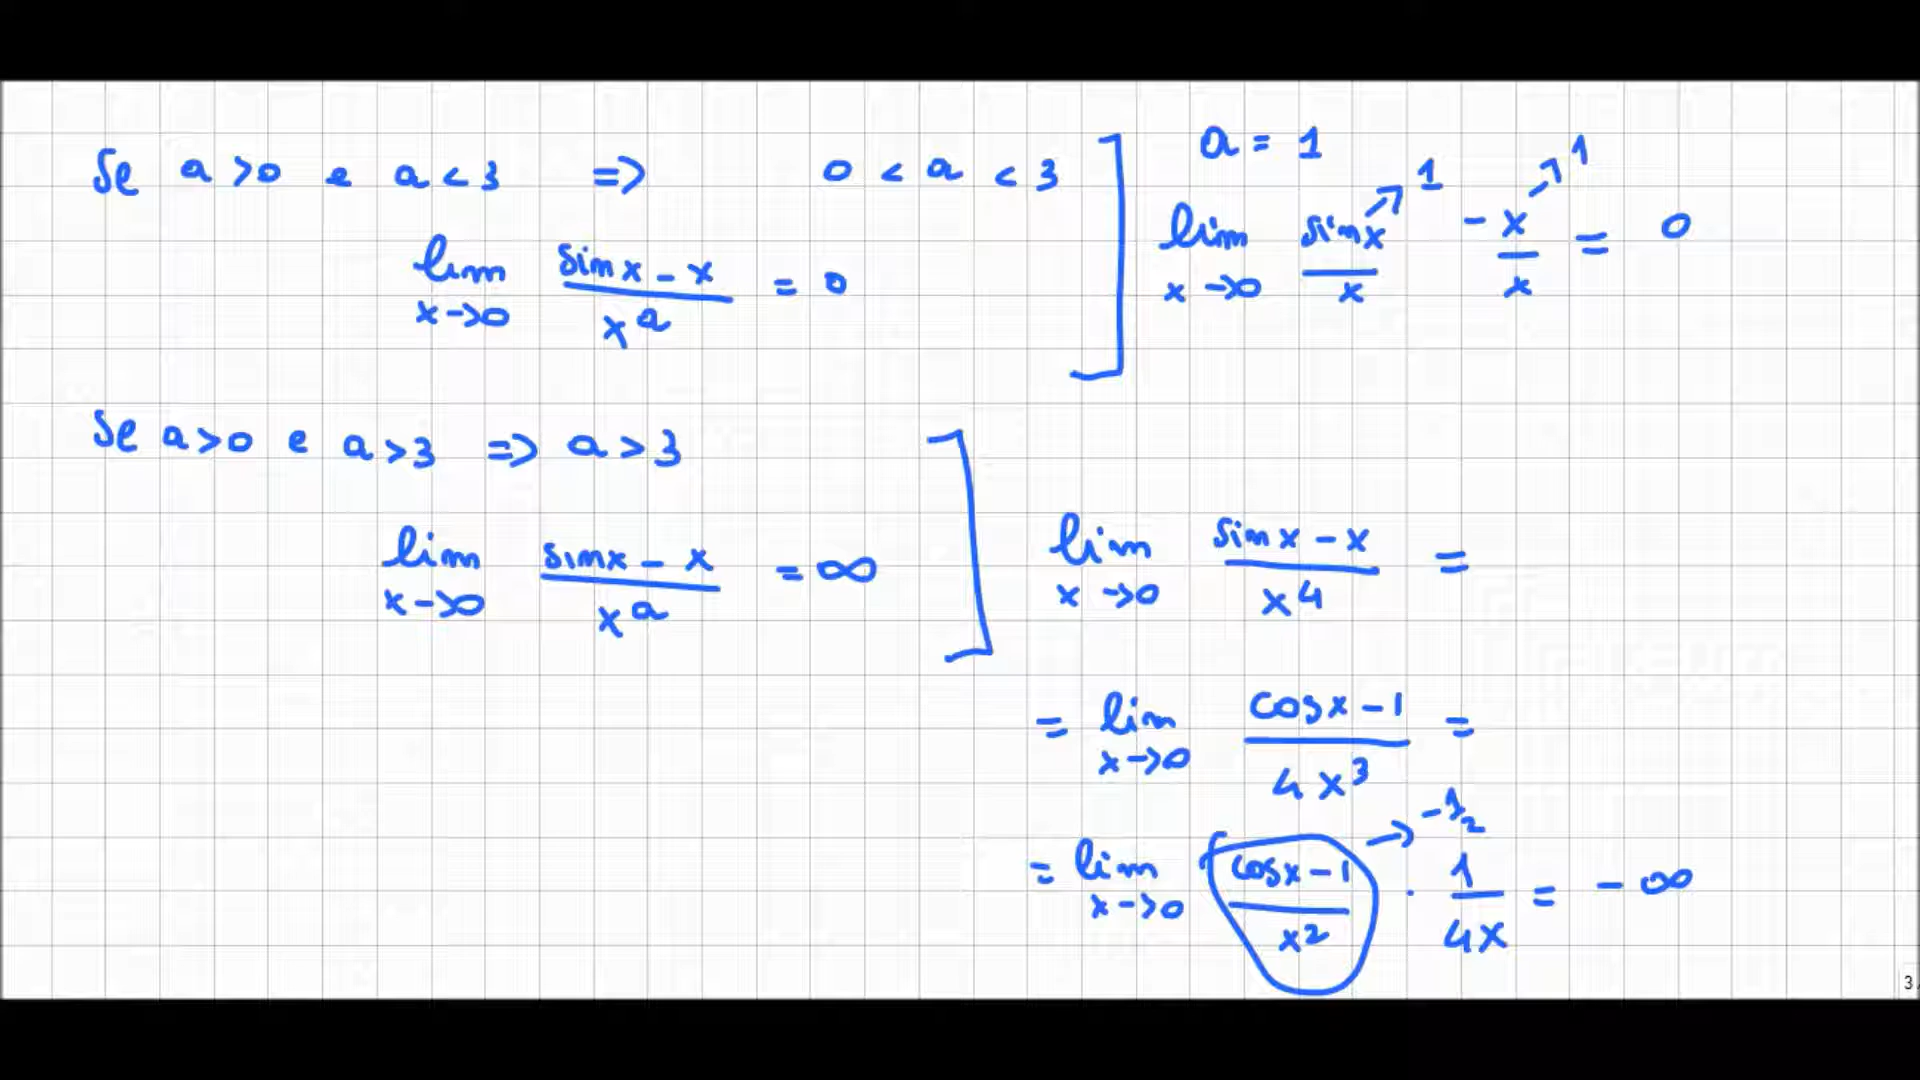 Se a > 0 e a < 3 => 0 < a < 3
lim x→0 (sin x - x)/x^a = 0
a = 1
lim x→0 sin x/x → 1 - x/x → 1 = 0
Se a > 0 e a > 3 => a > 3
lim x→0 (sin x - x)/x^a = ∞
lim x→0 (sin x - x)/x^4 =
= lim x→0 (cos x - 1)/4x^3 =
= lim x→0 (cos x - 1)/x^2 → -1/2 · 1/4x = - ∞
3